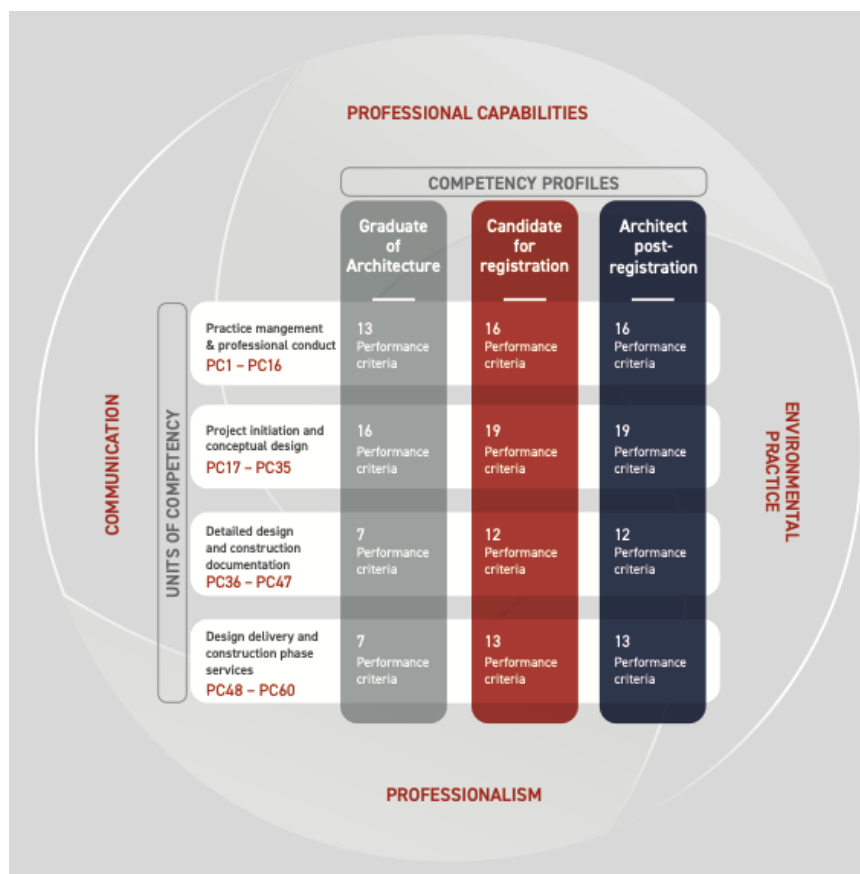 PROFESSIONAL CAPABILITIES
COMPETENCY PROFILES
Graduate
of
Architecture
Candidate
for
registration
Architect
post-
registration
COMMUNICATION
UNITS OF COMPETENCY
Practice mangement
& professional conduct
PC1 – PC16
13
Performance
criteria
16
Performance
criteria
16
Performance
criteria
Project initiation and
conceptual design
PC17 – PC35
16
Performance
criteria
19
Performance
criteria
19
Performance
criteria
Detailed design
and construction
documentation
PC36 – PC47
7
Performance
criteria
12
Performance
criteria
12
Performance
criteria
Design delivery and
construction phase
services
PC48 – PC60
7
Performance
criteria
13
Performance
criteria
13
Performance
criteria
ENVIRONMENTAL
PRACTICE
PROFESSIONALISM